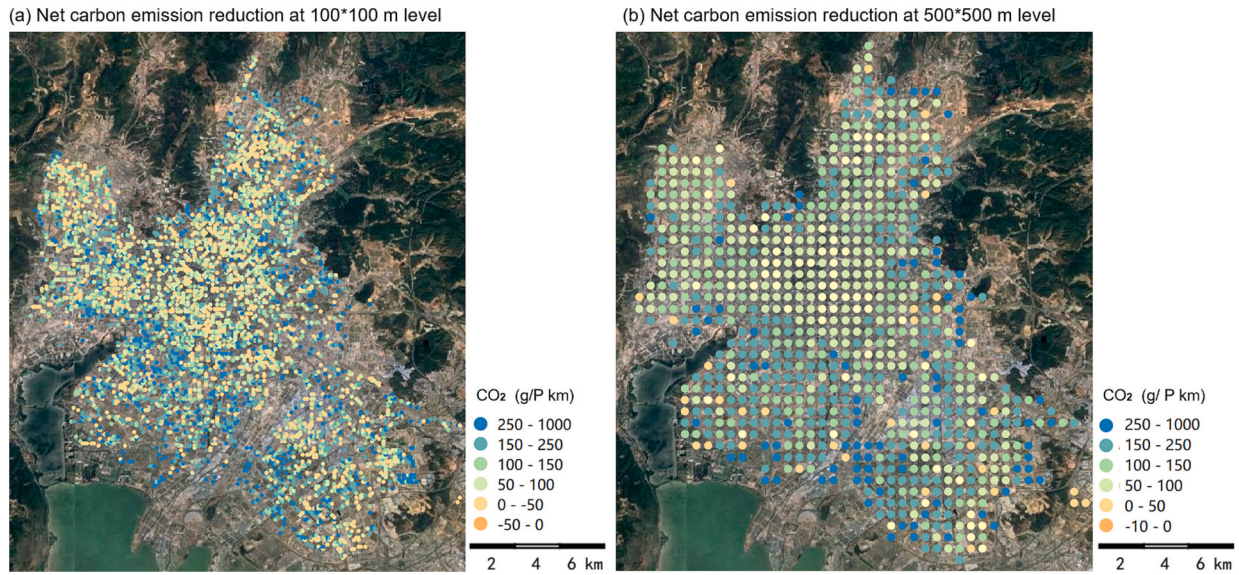 (a) Net carbon emission reduction at 100*100 m level
(b) Net carbon emission reduction at 500*500 m level
CO₂ (g/P km)
250 - 1000
150 - 250
100 - 150
50 - 100
0 - -50
-50 - 0
2 4 6 km
CO₂ (g/ P km)
250 - 1000
150 - 250
100 - 150
50 - 100
0 - 50
-10 - 0
2 4 6 km